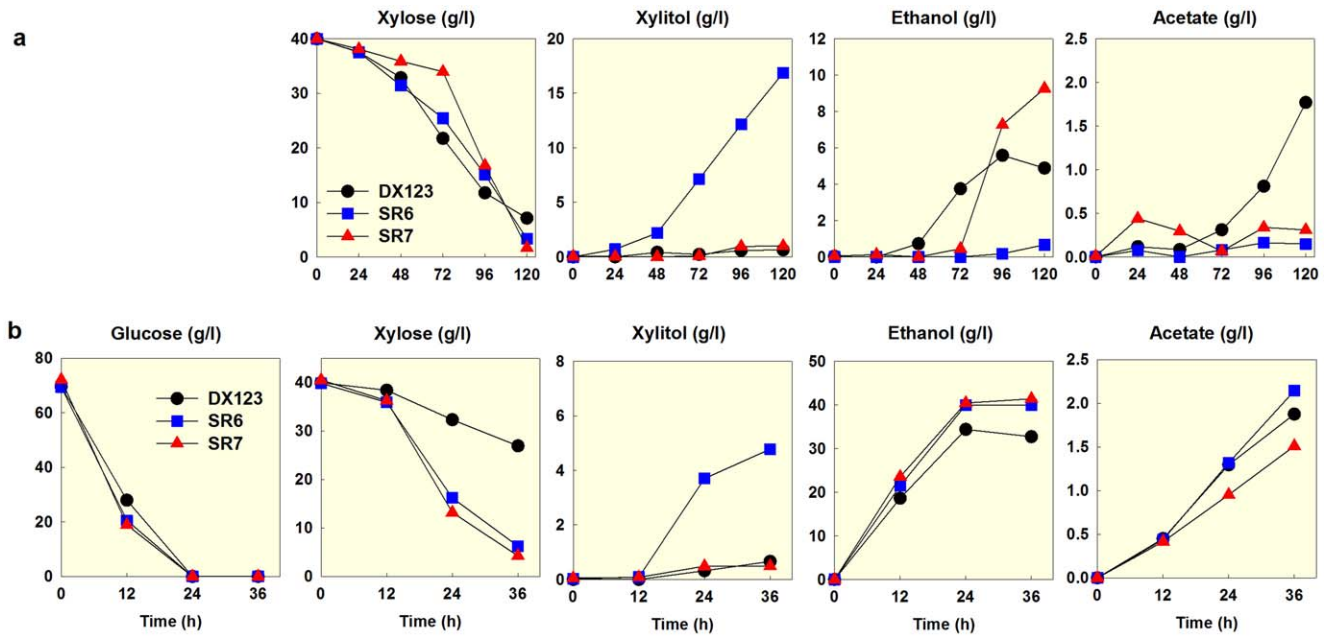 a
Xylose (g/l)
Xylitol (g/l)
Ethanol (g/l)
Acetate (g/l)
40
30
20
10
0
DX123
SR6
SR7
0 24 48 72 96 120
20
15
10
5
0
0 24 48 72 96 120
12
10
8
6
4
2
0
0 24 48 72 96 120
2.5
2.0
1.5
1.0
0.5
0.0
0 24 48 72 96 120
b
Glucose (g/l)
Xylose (g/l)
Xylitol (g/l)
Ethanol (g/l)
Acetate (g/l)
80
60
40
20
0
DX123
SR6
SR7
0 12 24 36
Time (h)
40
30
20
10
0
0 12 24 36
Time (h)
8
6
4
2
0
0 12 24 36
Time (h)
50
40
30
20
10
0
0 12 24 36
Time (h)
2.5
2.0
1.5
1.0
0.5
0.0
0 12 24 36
Time (h)